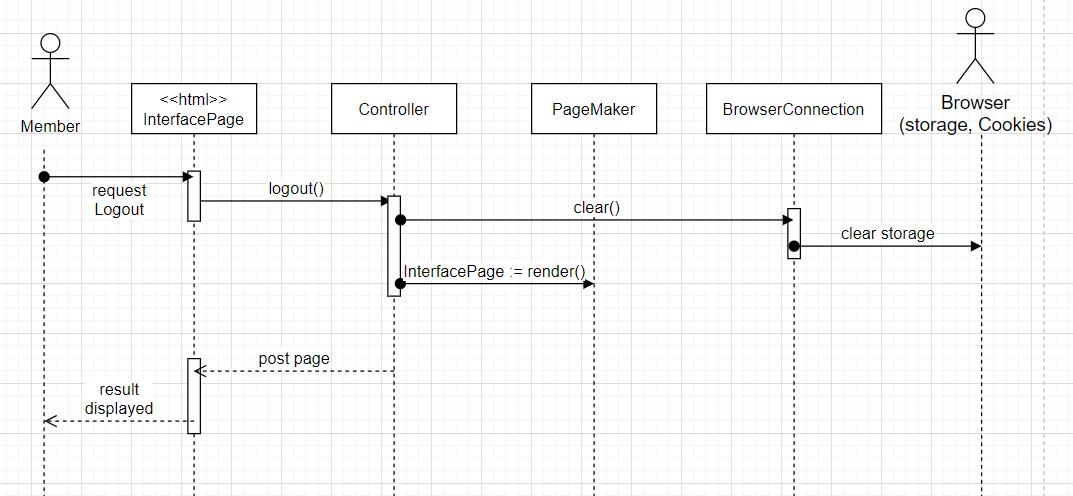 Member
<<html>>
InterfacePage
Controller
PageMaker
BrowserConnection
Browser
(storage, Cookies)
request
Logout
logout()
clear()
clear storage
InterfacePage := render()
post page
result
displayed